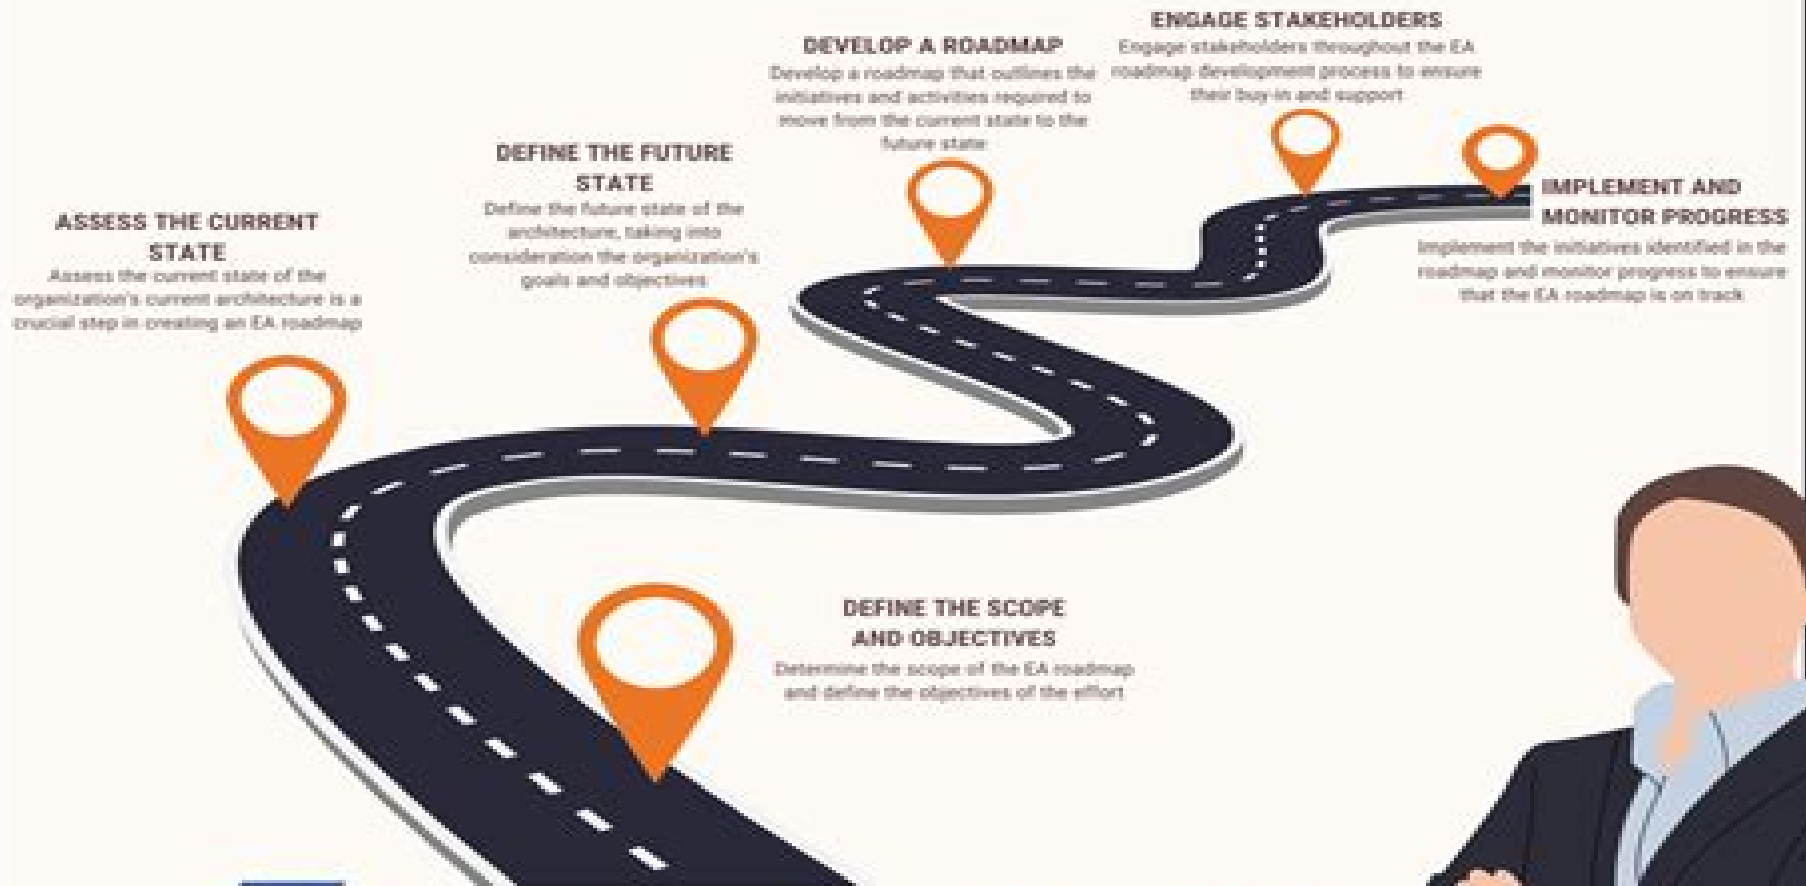 ENGAGE STAKEHOLDERS
Engage stakeholders throughout the EA
roadmap development process to ensure
their buy-in and support
DEVELOP A ROADMAP
Develop a roadmap that outlines the
initiatives and activities required to
move from the current state to the
future state
DEFINE THE FUTURE
STATE
Define the future state of the
architecture, taking into
consideration the organization's
goals and objectives
IMPLEMENT AND
MONITOR PROGRESS
Implement the initiatives identified in the
roadmap and monitor progress to ensure
that the EA roadmap is on track
ASSESS THE CURRENT
STATE
Assess the current state of the
organization's current architecture is a
crucial step in creating an EA roadmap
DEFINE THE SCOPE
AND OBJECTIVES
Determine the scope of the EA roadmap
and define the objectives of the effort